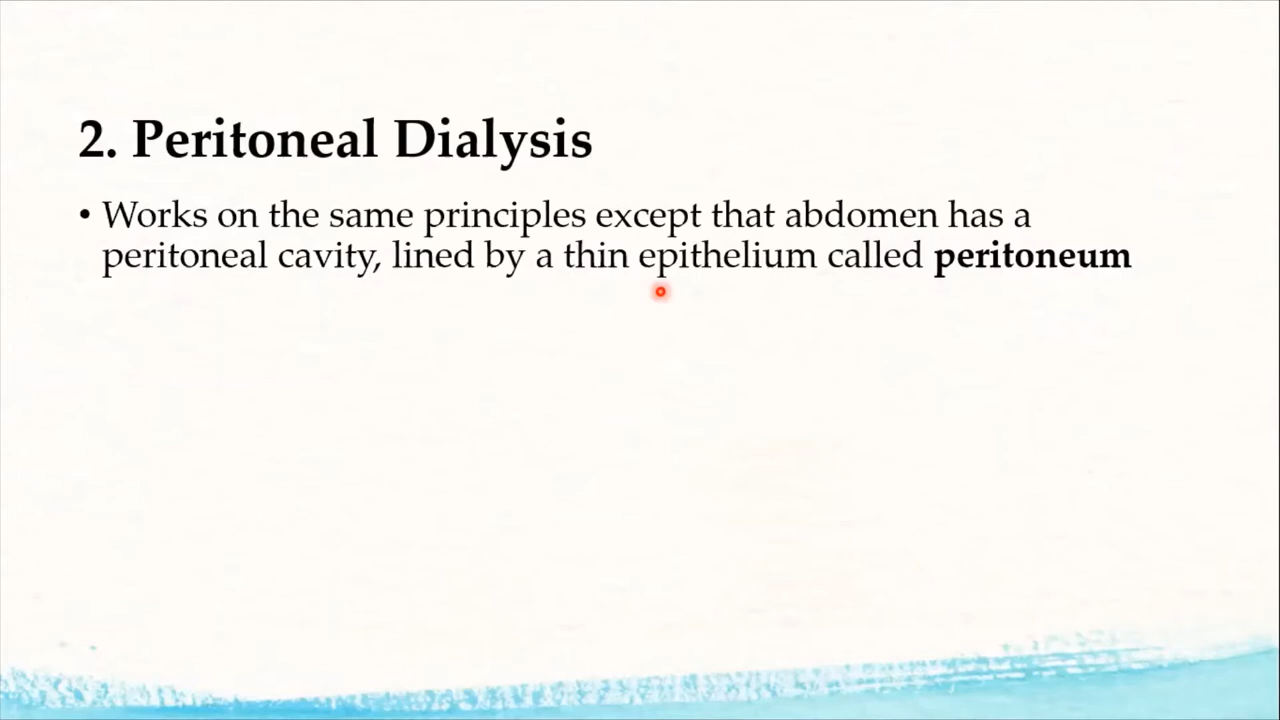 2. Peritoneal Dialysis
• Works on the same principles except that abdomen has a
peritoneal cavity, lined by a thin epithelium called peritoneum